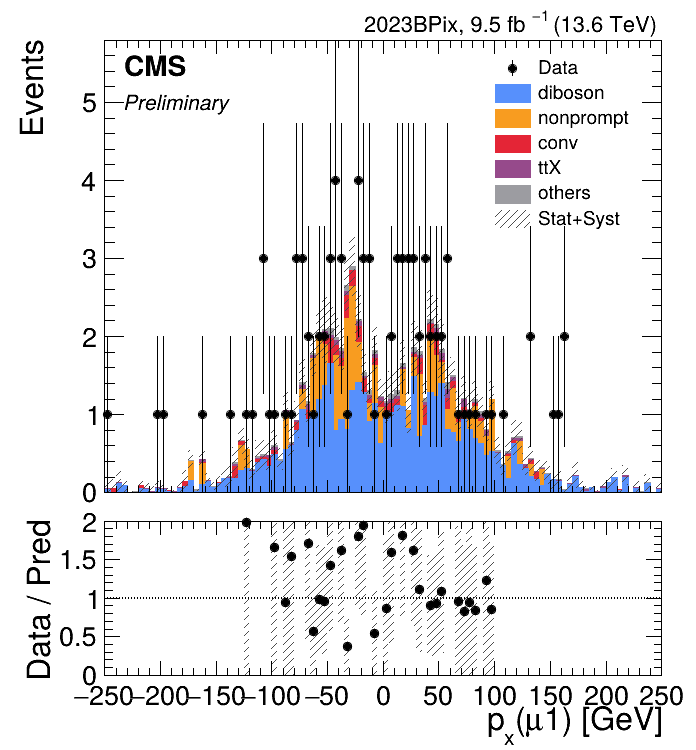 2023BPix, 9.5 fb⁻¹ (13.6 TeV)
CMS
Preliminary
Events
Data
diboson
nonprompt
conv
ttX
others
Stat+Syst
5
4
3
2
1
0
Data / Pred
2
1.5
1
0.5
0
−250 −200 −150 −100 −50 0 50 100 150 200 250
pₓ(μ1) [GeV]